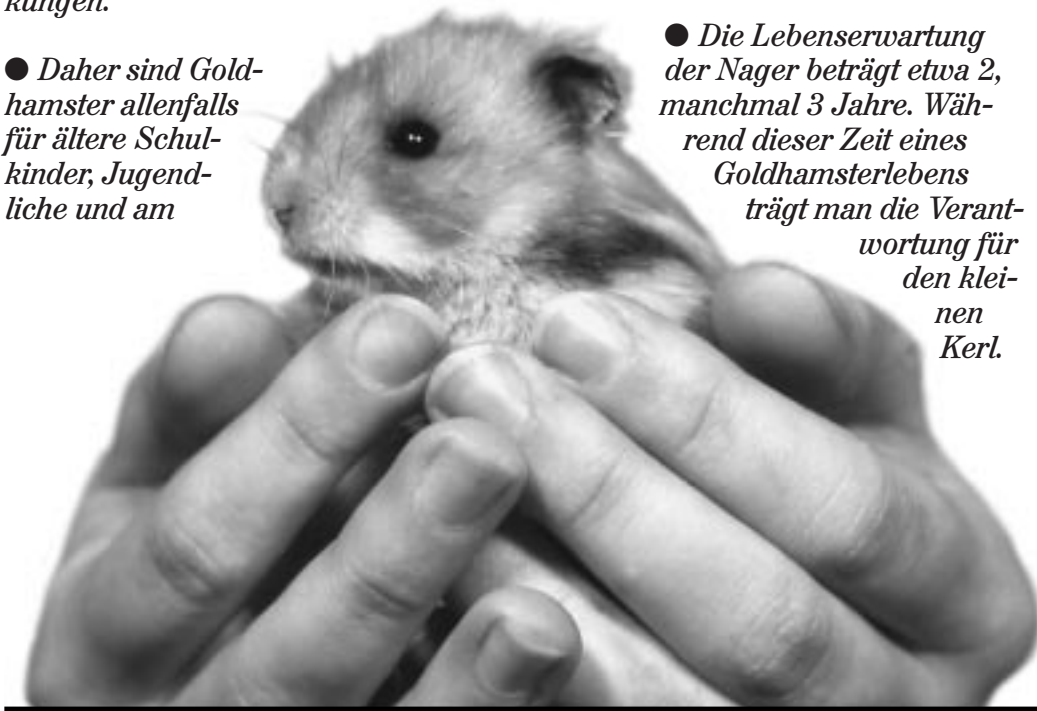 kungen.
● Daher sind Gold-
hamster allenfalls
für ältere Schul-
kinder, Jugend-
liche und am
● Die Lebenserwartung
der Nager beträgt etwa 2,
manchmal 3 Jahre. Wäh-
rend dieser Zeit eines
Goldhamsterlebens
trägt man die Verant-
wortung für
den klei-
nen
Kerl.